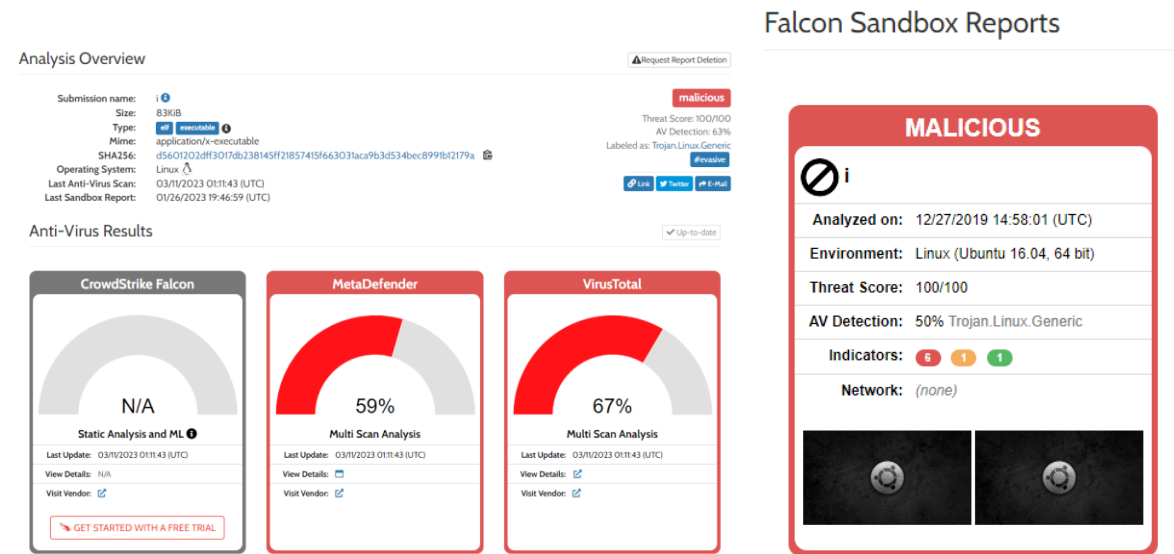 Analysis Overview
Request Report Deletion
Submission name: i
Size: 83KiB
Type: elf executable
Mime: application/x-executable
SHA256: d5601202dff3017db238145ff21857415f663031aca9b3d534bec8991b12179a
Operating System: Linux
Last Anti-Virus Scan: 03/11/2023 01:11:43 (UTC)
Last Sandbox Report: 01/26/2023 19:46:59 (UTC)
malicious
Threat Score: 100/100
AV Detection: 63%
Labeled as: Trojan.Linux.Generic
#evasive
Link Twitter E-Mail
Anti-Virus Results
Up-to-date
CrowdStrike Falcon
N/A
Static Analysis and ML
Last Update: 03/11/2023 01:11:43 (UTC)
View Details: N/A
Visit Vendor:
GET STARTED WITH A FREE TRIAL
MetaDefender
59%
Multi Scan Analysis
Last Update: 03/11/2023 01:11:43 (UTC)
View Details:
Visit Vendor:
VirusTotal
67%
Multi Scan Analysis
Last Update: 03/11/2023 01:11:43 (UTC)
View Details:
Visit Vendor:
Falcon Sandbox Reports
MALICIOUS
i
Analyzed on: 12/27/2019 14:58:01 (UTC)
Environment: Linux (Ubuntu 16.04, 64 bit)
Threat Score: 100/100
AV Detection: 50% Trojan.Linux.Generic
Indicators: 6 1 1
Network: (none)